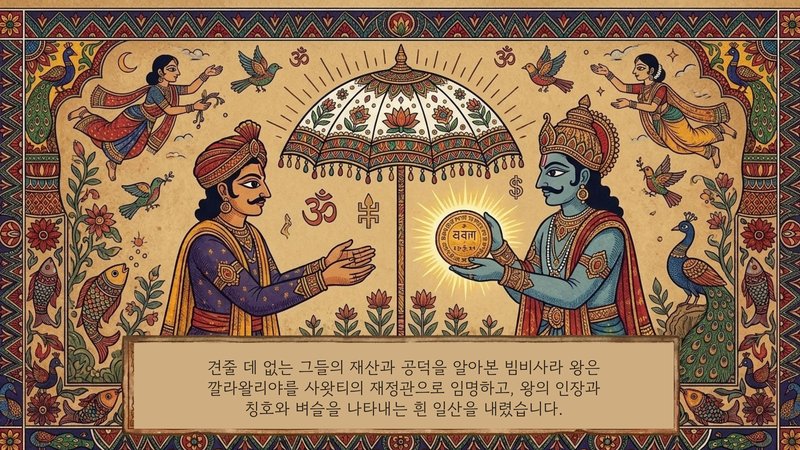 ॐ
ॐ
ॐ
$
견줄 데 없는 그들의 재산과 공덕을 알아본 빔비사라 왕은
깔라왈리야를 사왓티의 재정관으로 임명하고, 왕의 인장과
칭호와 벼슬을 나타내는 흰 일산을 내렸습니다.